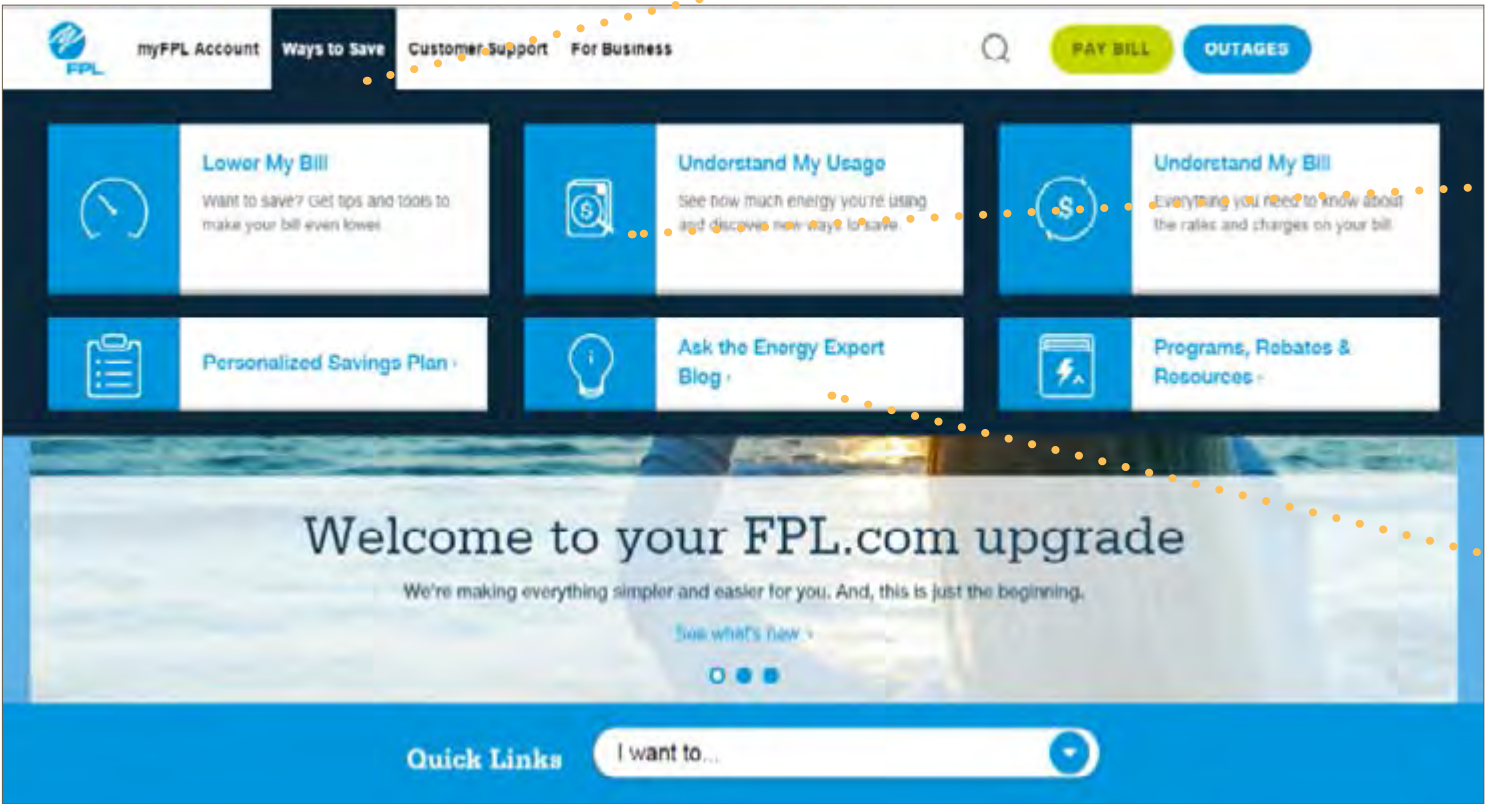 FPL
myFPL Account
Ways to Save
Customer Support
For Business
PAY BILL
OUTAGES
Lower My Bill
Want to save? Get tips and tools to
make your bill even lower.
Understand My Usage
See how much energy you're using
and discover new ways to save.
Understand My Bill
Everything you need to know about
the rates and charges on your bill.
Personalized Savings Plan ›
Ask the Energy Expert
Blog ›
Programs, Rebates &
Resources ›
Welcome to your FPL.com upgrade
We're making everything simpler and easier for you. And, this is just the beginning.
See what's new ›
Quick Links
I want to...